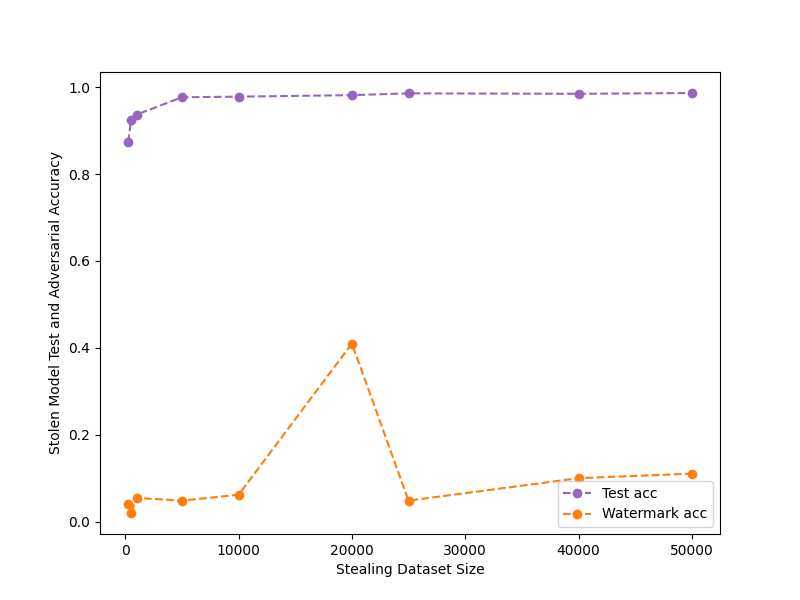 1.0
0.8
0.6
0.4
0.2
0.0
Stolen Model Test and Adversarial Accuracy
Test acc
Watermark acc
0 10000 20000 30000 40000 50000
Stealing Dataset Size